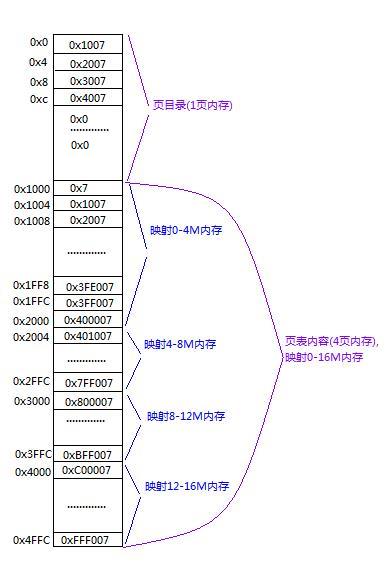 0x0 0x1007
0x4 0x2007
0x8 0x3007
0xc 0x4007
0x0
.............
0x0
页目录(1页内存)
0x1000 0x7
0x1004 0x1007
0x1008 0x2007
.............
映射0-4M内存
0x1FF8 0x3FE007
0x1FFC 0x3FF007
0x2000 0x400007
0x2004 0x401007
.............
映射4-8M内存
页表内容(4页内存),
映射0-16M内存
0x2FFC 0x7FF007
0x3000 0x800007
.............
映射8-12M内存
0x3FFC 0xBFF007
0x4000 0xC00007
映射12-16M内存
.............
0x4FFC 0xFFF007